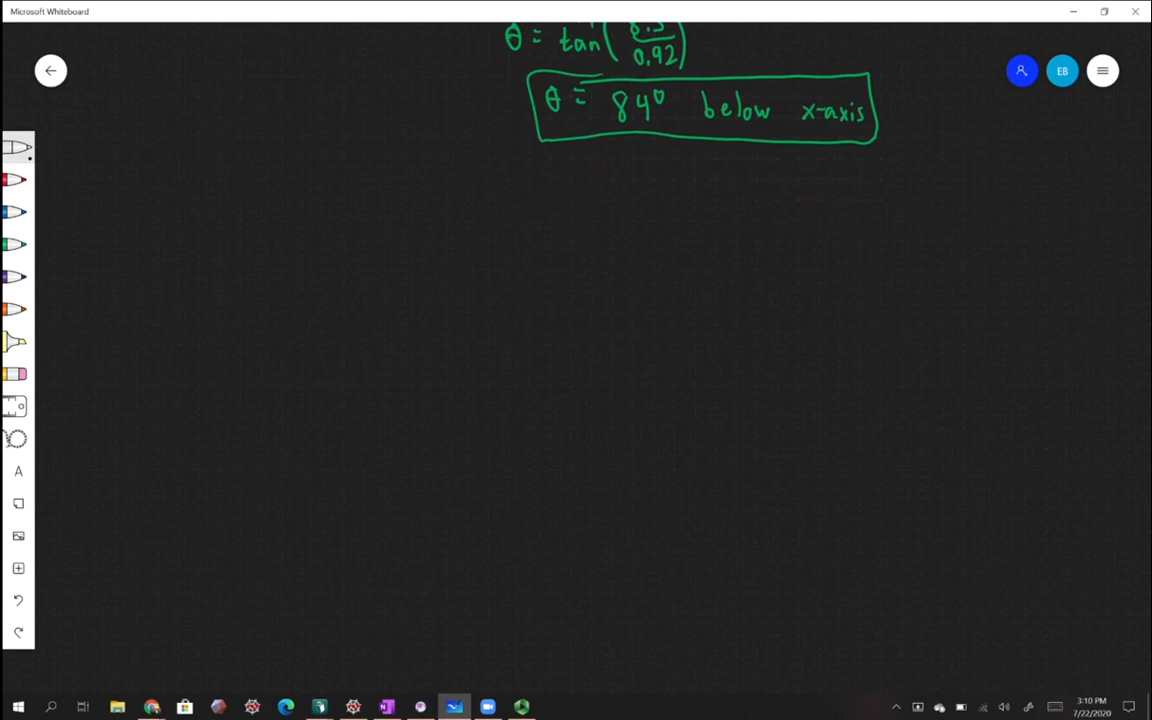 Microsoft Whiteboard
θ = tan ( / 0.92 )
EB
θ = 84° below x-axis
A
3:10 PM
7/22/2020